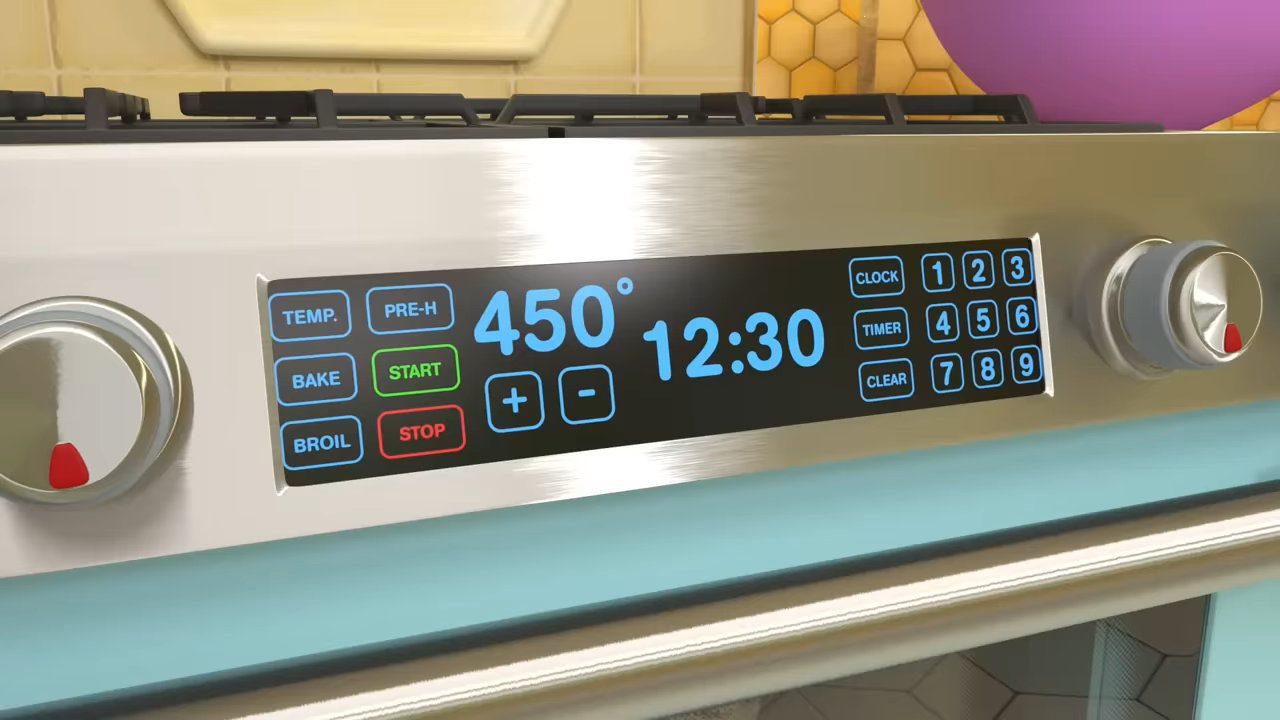 TEMP. PRE-H 450° 12:30 CLOCK 1 2 3
BAKE START + - TIMER 4 5 6
BROIL STOP CLEAR 7 8 9